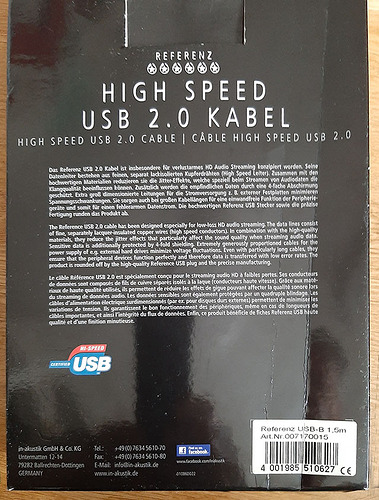 REFERENZ
HIGH SPEED
USB 2.0 KABEL
HIGH SPEED USB 2.0 CABLE | CÂBLE HIGH SPEED USB 2.0
Das Referenz USB 2.0 Kabel ist insbesondere für verlustarmes HD Audio Streaming konzipiert worden. Seine
Datenleiter bestehen aus feinen, separat lackisolierten Kupferdrähten (High Speed Leiter). Zusammen mit den
hochwertigen Materialien reduzieren sie die Jitter-Effekte, welche speziell beim Streamen von Audiodaten die
Klangqualität beeinflussen können. Zusätzlich werden die empfindlichen Daten durch eine 4-fache Abschirmung
geschützt. Extra groß dimensionierte Leitungen für die Stromversorgung z. B. externer Festplatten minimieren
Spannungsschwankungen. Sie sorgen auch bei großen Kabellängen für eine einwandfreie Funktion der Peripherie-
geräte und somit für einen fehlerarmen Datenstrom. Die hochwertigen Referenz USB Stecker sowie die präzise
Fertigung runden das Produkt ab.
The Referenz USB 2.0 cable has been designed especially for low-loss HD audio streaming. The data lines consist
of fine, separately lacquer-insulated copper wires (high speed conductors). In combination with the high-quality
materials, they reduce the jitter effects that particularly affect the sound quality when streaming audio data.
Sensitive data is additionally protected by 4-fold shielding. Extremely generously proportioned cables for the
power supply of e.g. external hard disks minimize voltage fluctuations. Even with particularly long cables, they
ensure that the peripheral devices function perfectly and therefore data is transferred with low error rates. The
product is rounded off by the high-quality Referenz USB plug and the precise manufacturing.
Le câble Référence USB 2.0 est spécialement conçu pour le streaming audio HD à faibles pertes. Ses conducteurs
de données sont composés de fils de cuivre séparés isolés à la laque (conducteurs haute vitesse). Grâce aux maté-
riaux de haute qualité utilisés, ils permettent de réduire les effets de gigue pouvant affecter la qualité sonore lors
du streaming de données audio. Les données sensibles sont également protégées par un quadruple blindage. Les
câbles d'alimentation électrique surdimensionnés (par ex: pour disques durs externes) permettent de minimiser les
variations de tension. Ils garantissent le bon fonctionnement des périphériques, même en cas de longueurs de
câbles importantes, et ainsi l'intégrité du flux de données. Enfin, ce produit bénéficie de fiches Referenz USB haute
qualité et d'une finition minutieuse.
HI-SPEED
CERTIFIED USB
in-akustik GmbH & Co. KG
Untermatten 12-14
79282 Ballrechten-Dottingen
GERMANY
Tel.: +49 (0) 7634 5610-70
Fax: +49 (0) 7634 5610-80
E-Mail: info@in-akustik.de
www.in-akustik.de
Find us on
facebook
www.facebook.com/inakustik
Referenz USB-B 1,5m
Art.Nr.007170015
4 001985 510627
CE